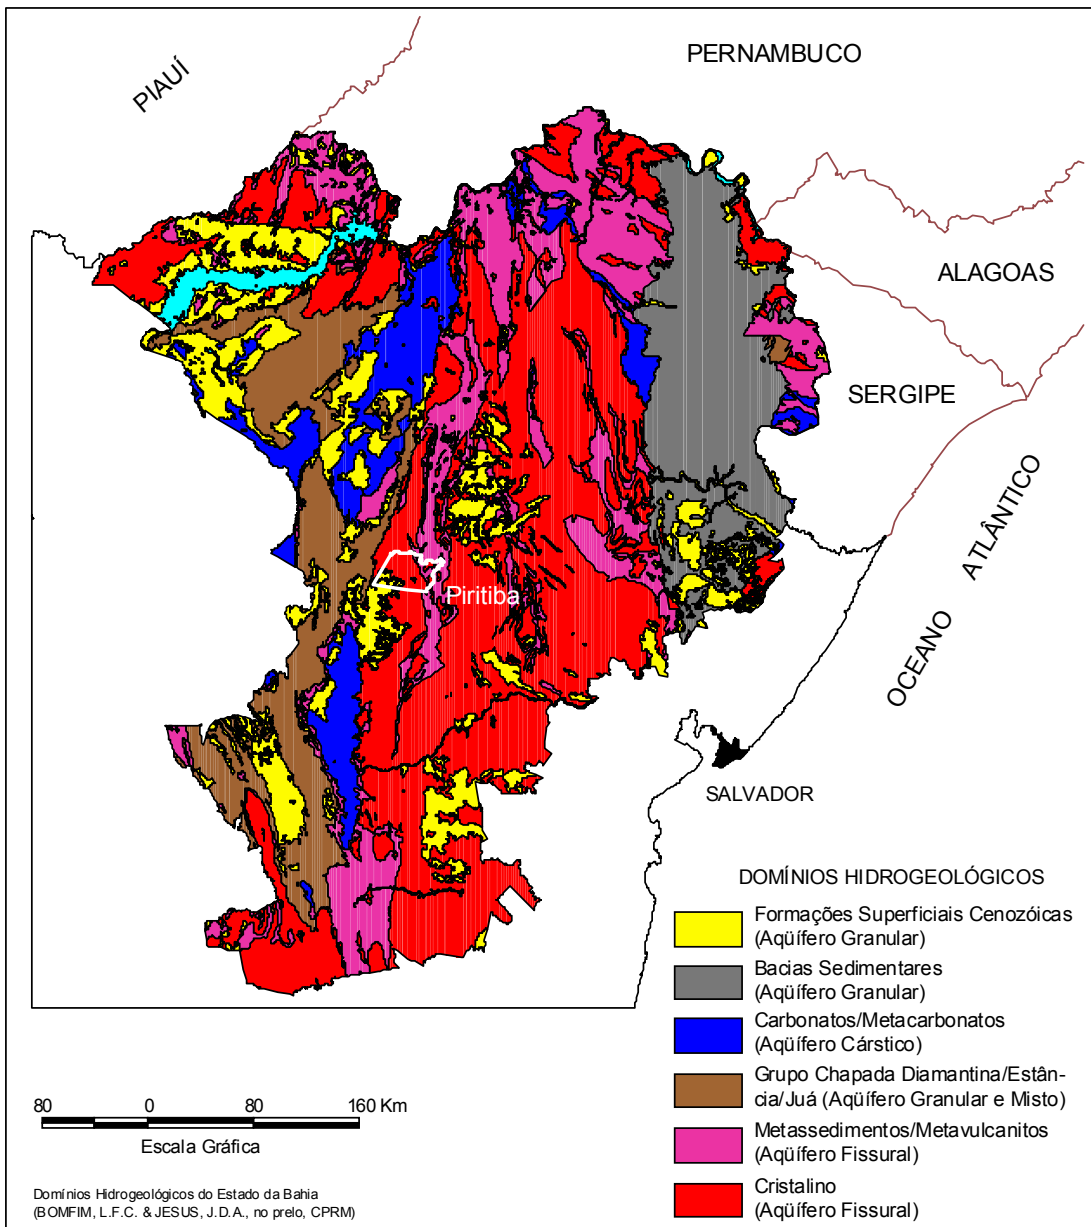 PERNAMBUCO
PIAUÍ
ALAGOAS
SERGIPE
OCEANO ATLÂNTICO
Piritiba
SALVADOR
DOMÍNIOS HIDROGEOLÓGICOS
Formações Superficiais Cenozóicas
(Aqüífero Granular)
Bacias Sedimentares
(Aqüífero Granular)
Carbonatos/Metacarbonatos
(Aqüífero Cárstico)
Grupo Chapada Diamantina/Estân-
cia/Juá (Aqüífero Granular e Misto)
Metassedimentos/Metavulcanitos
(Aqüífero Fissural)
Cristalino
(Aqüífero Fissural)
80 0 80 160 Km
Escala Gráfica
Domínios Hidrogeológicos do Estado da Bahia
(BOMFIM, L.F.C. & JESUS, J.D.A., no prelo, CPRM)